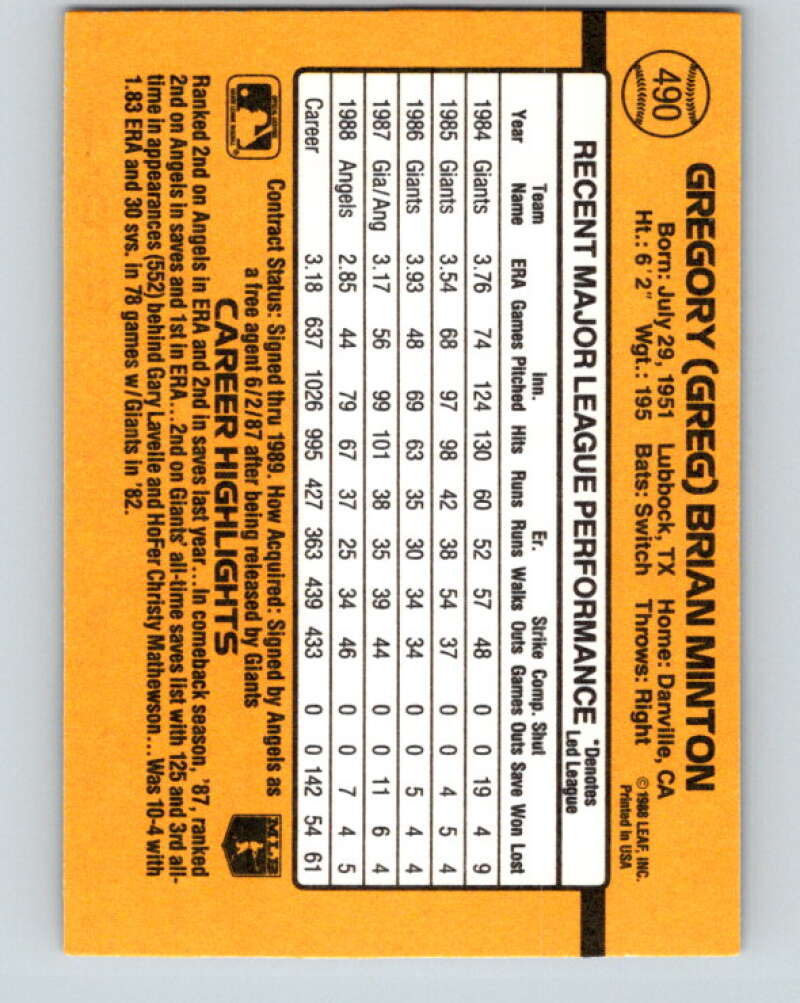 490
GREGORY (GREG) BRIAN MINTON
Born: July 29, 1951 Lubbock, TX Home: Danville, CA
Ht.: 6'2" Wgt.: 195 Bats: Switch Throws: Right
©1988 LEAF, INC.
Printed in USA
RECENT MAJOR LEAGUE PERFORMANCE
*Denotes
Led League
Team Inn. Er. Strike Comp. Shut
Year Name ERA Games Pitched Hits Runs Runs Walks Outs Games Outs Save Won Lost
1984 Giants 3.76 74 124 130 60 52 57 48 0 0 19 4 9
1985 Giants 3.54 68 97 98 42 38 54 37 0 0 4 5 4
1986 Giants 3.93 48 69 63 35 30 34 34 0 0 5 4 4
1987 Gia/Ang 3.17 56 99 101 38 35 39 44 0 0 11 6 4
1988 Angels 2.85 44 79 67 37 25 34 46 0 0 7 4 5
Career 3.18 637 1026 995 427 363 439 433 0 0 142 54 61
Contract Status: Signed thru 1989. How Acquired: Signed by Angels as
a free agent 6/2/87 after being released by Giants
MLB
CAREER HIGHLIGHTS
Ranked 2nd on Angels in ERA and 2nd in saves last year...In comeback season, '87, ranked
2nd on Angels in saves and 1st in ERA...2nd on Giants' all-time saves list with 125 and 3rd all-
time in appearances (552) behind Gary Lavelle and HoFer Christy Mathewson...Was 10-4 with
1.83 ERA and 30 svs. in 78 games w/Giants in '82.